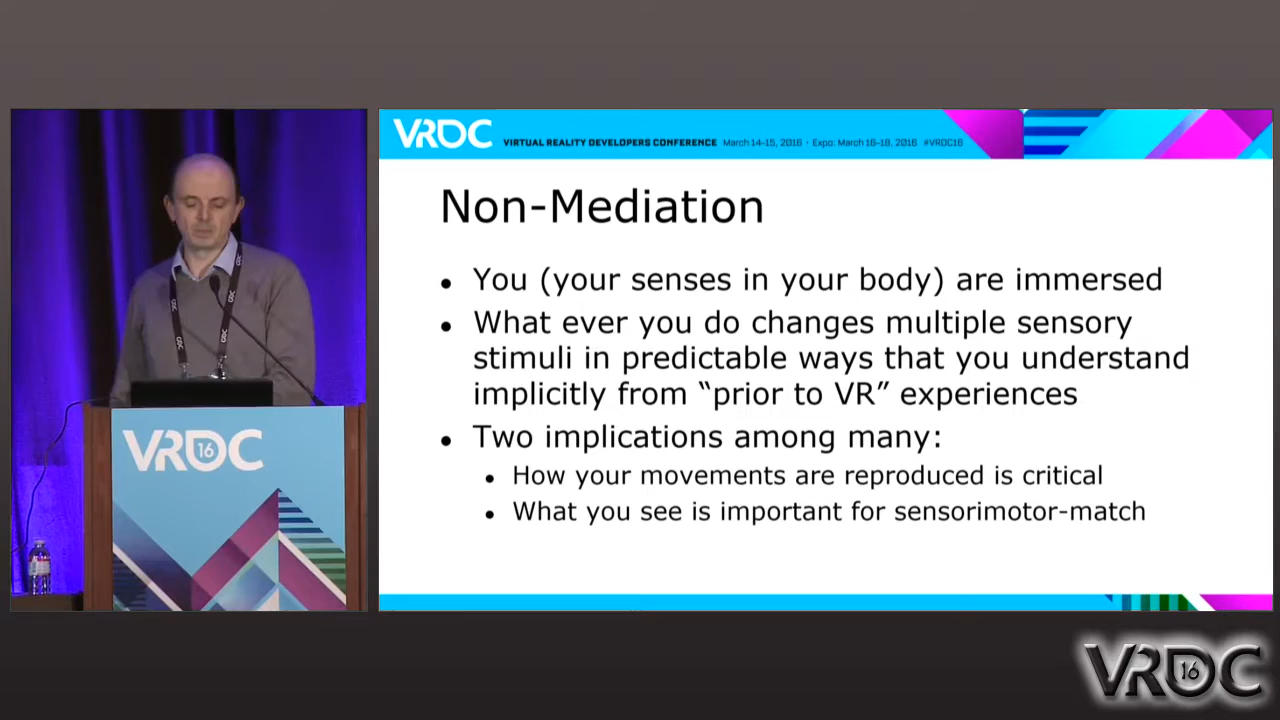 VRDC VIRTUAL REALITY DEVELOPERS CONFERENCE March 14-15, 2016 · Expo: March 16-18, 2016 #VRDC16
Non-Mediation
• You (your senses in your body) are immersed
• What ever you do changes multiple sensory
stimuli in predictable ways that you understand
implicitly from “prior to VR” experiences
• Two implications among many:
• How your movements are reproduced is critical
• What you see is important for sensorimotor-match
GDC
GDC
VRDC
16
VRDC
16